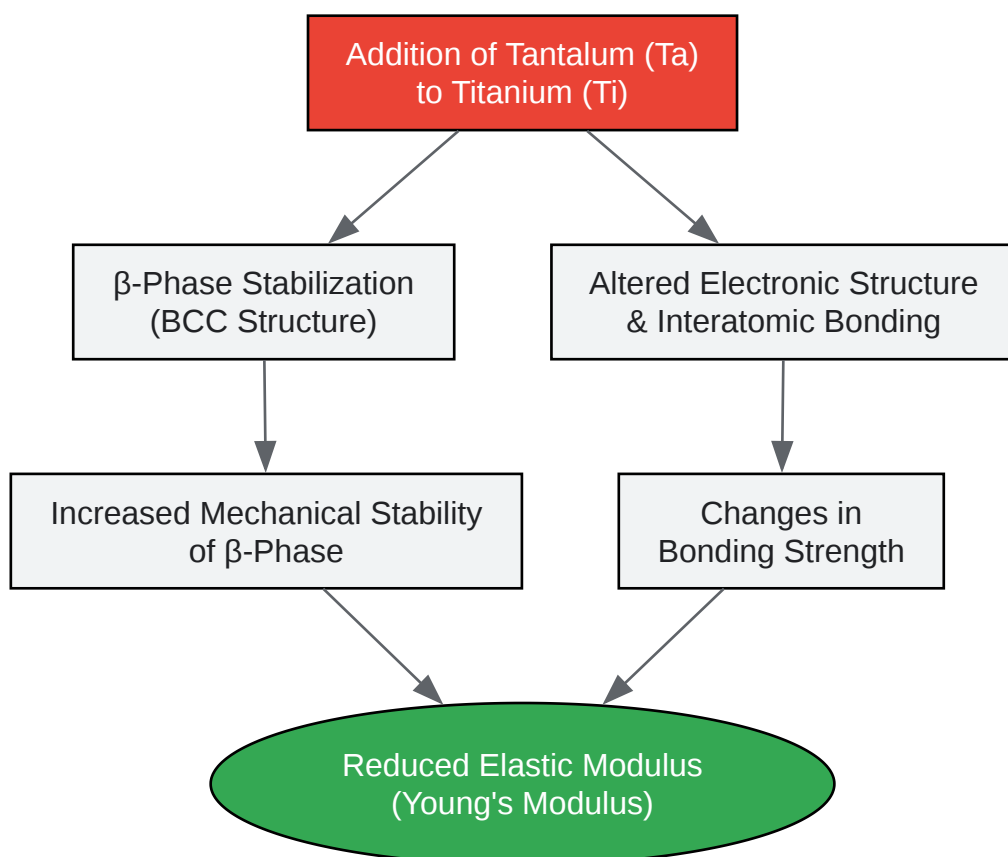 Addition of Tantalum (Ta)
to Titanium (Ti)
β-Phase Stabilization
(BCC Structure)
Altered Electronic Structure
& Interatomic Bonding
Increased Mechanical Stability
of β-Phase
Changes in
Bonding Strength
Reduced Elastic Modulus
(Young's Modulus)